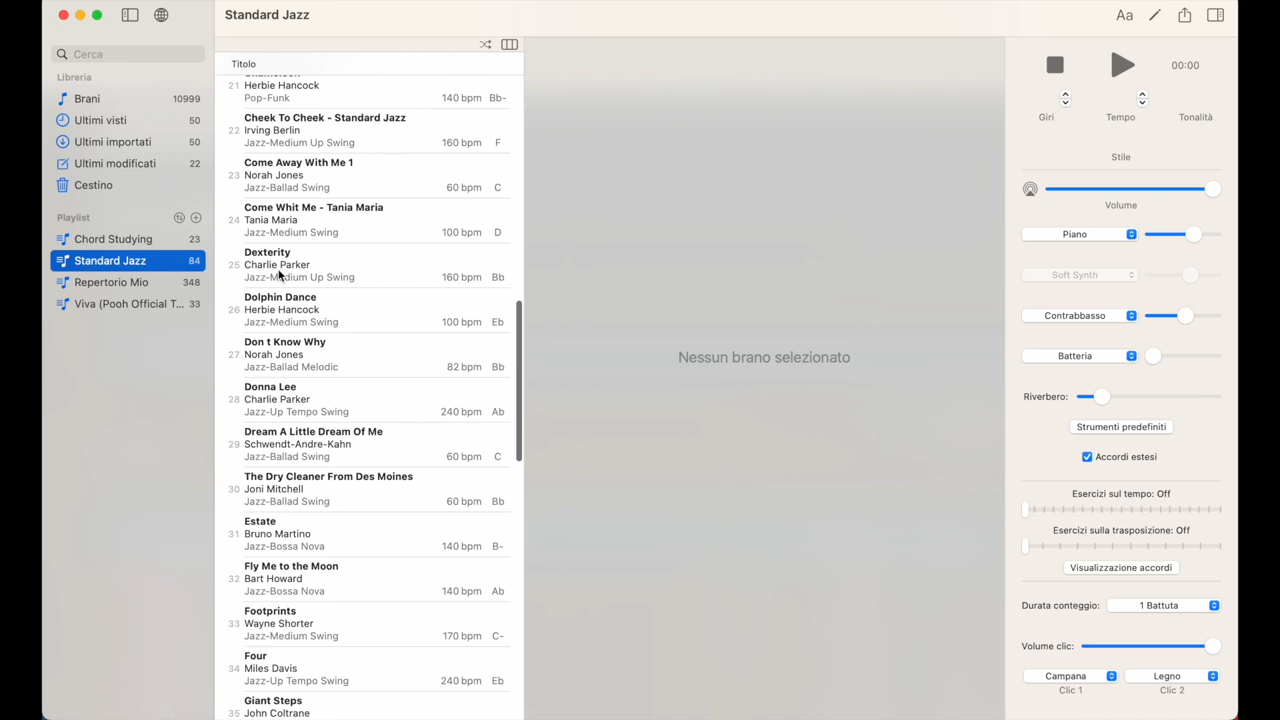 Standard Jazz
Aa
Cerca
Libreria
Brani 10999
Ultimi visti 50
Ultimi importati 50
Ultimi modificati 22
Cestino
Playlist
Chord Studying 23
Standard Jazz 84
Repertorio Mio 348
Viva (Pooh Official T... 33
Titolo
Chameleon
21 Herbie Hancock
Pop-Funk 140 bpm Bb-
Cheek To Cheek - Standard Jazz
22 Irving Berlin
Jazz-Medium Up Swing 160 bpm F
Come Away With Me 1
23 Norah Jones
Jazz-Ballad Swing 60 bpm C
Come Whit Me - Tania Maria
24 Tania Maria
Jazz-Medium Swing 100 bpm D
Dexterity
25 Charlie Parker
Jazz-Medium Up Swing 160 bpm Bb
Dolphin Dance
26 Herbie Hancock
Jazz-Medium Swing 100 bpm Eb
Don t Know Why
27 Norah Jones
Jazz-Ballad Melodic 82 bpm Bb
Donna Lee
28 Charlie Parker
Jazz-Up Tempo Swing 240 bpm Ab
Dream A Little Dream Of Me
29 Schwendt-Andre-Kahn
Jazz-Ballad Swing 60 bpm C
The Dry Cleaner From Des Moines
30 Joni Mitchell
Jazz-Ballad Swing 60 bpm Bb
Estate
31 Bruno Martino
Jazz-Bossa Nova 140 bpm B-
Fly Me to the Moon
32 Bart Howard
Jazz-Bossa Nova 140 bpm Ab
Footprints
33 Wayne Shorter
Jazz-Medium Swing 170 bpm C-
Four
34 Miles Davis
Jazz-Up Tempo Swing 240 bpm Eb
Giant Steps
35 John Coltrane
Nessun brano selezionato
00:00
Giri Tempo Tonalità
Stile
Volume
Piano
Soft Synth
Contrabbasso
Batteria
Riverbero:
Strumenti predefiniti
Accordi estesi
Esercizi sul tempo: Off
Esercizi sulla trasposizione: Off
Visualizzazione accordi
Durata conteggio: 1 Battuta
Volume clic:
Campana Legno
Clic 1 Clic 2